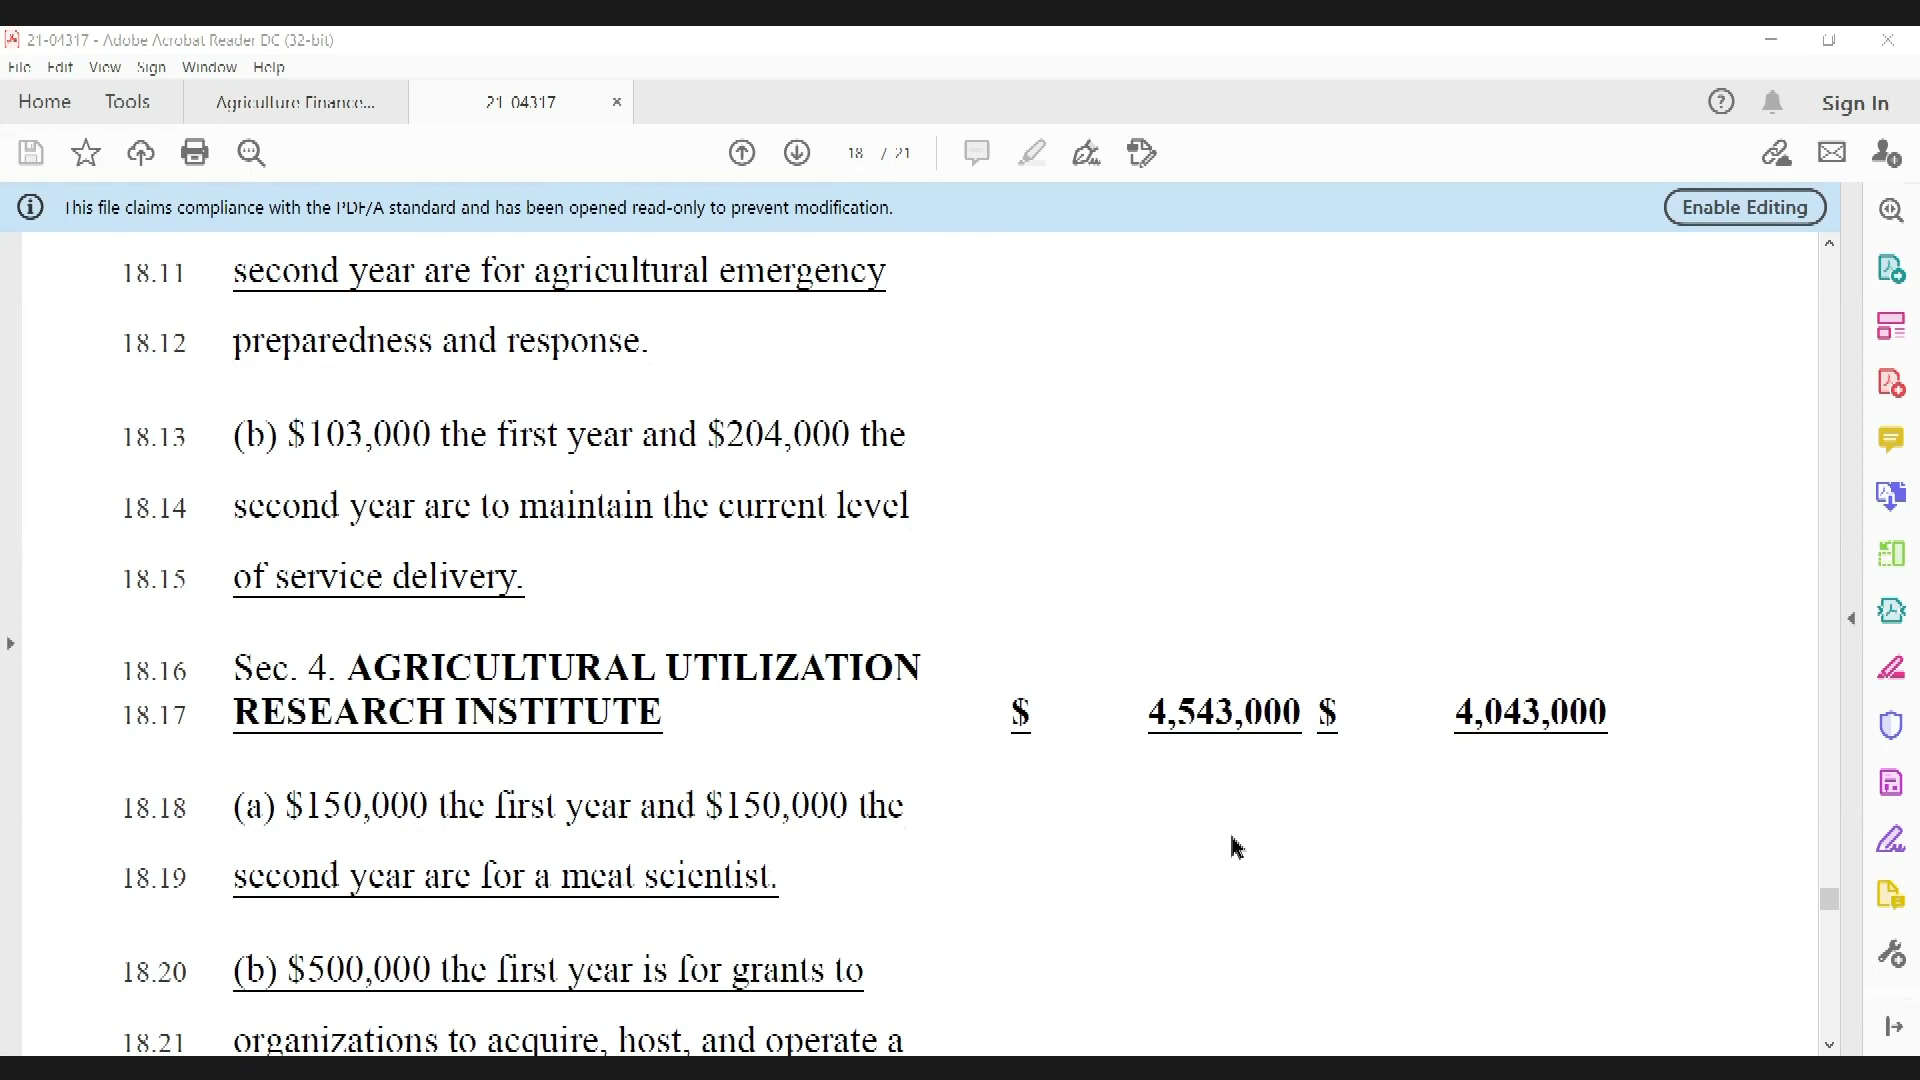 21-04317 - Adobe Acrobat Reader DC (32-bit)
File Edit View Sign Window Help
Home Tools Agriculture Finance... 21-04317 × Sign In
18 / 21
This file claims compliance with the PDF/A standard and has been opened read-only to prevent modification. Enable Editing
18.11 second year are for agricultural emergency
18.12 preparedness and response.
18.13 (b) $103,000 the first year and $204,000 the
18.14 second year are to maintain the current level
18.15 of service delivery.
18.16 Sec. 4. AGRICULTURAL UTILIZATION
18.17 RESEARCH INSTITUTE $ 4,543,000 $ 4,043,000
18.18 (a) $150,000 the first year and $150,000 the
18.19 second year are for a meat scientist.
18.20 (b) $500,000 the first year is for grants to
18.21 organizations to acquire, host, and operate a